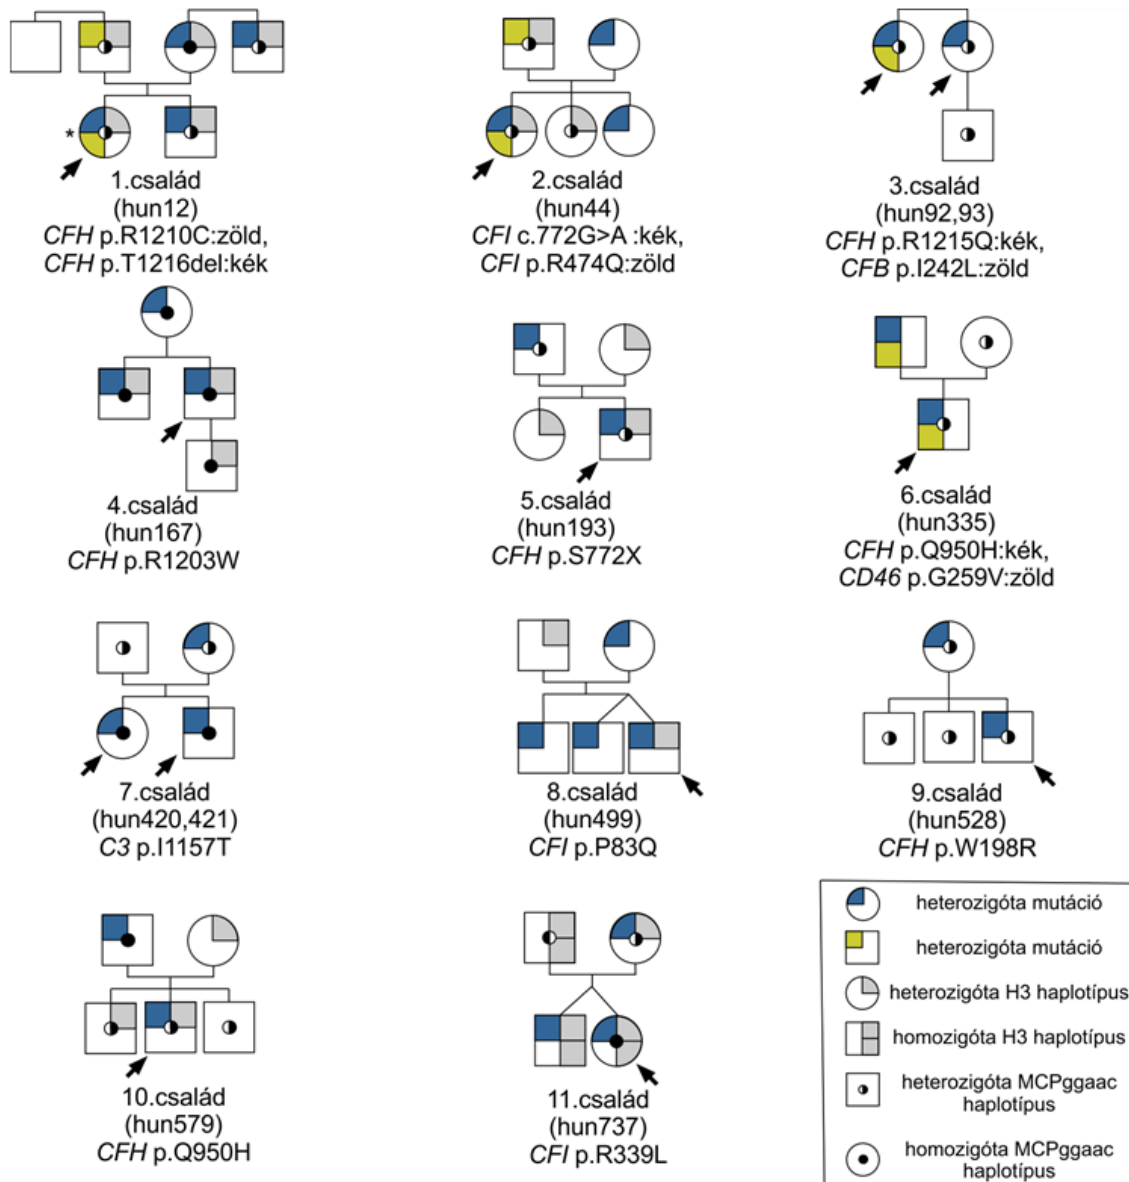 *
1.család
(hun12)
CFH p.R1210C:zöld,
CFH p.T1216del:kék
2.család
(hun44)
CFI c.772G>A :kék,
CFI p.R474Q:zöld
3.család
(hun92,93)
CFH p.R1215Q:kék,
CFB p.I242L:zöld
4.család
(hun167)
CFH p.R1203W
5.család
(hun193)
CFH p.S772X
6.család
(hun335)
CFH p.Q950H:kék,
CD46 p.G259V:zöld
7.család
(hun420,421)
C3 p.I1157T
8.család
(hun499)
CFI p.P83Q
9.család
(hun528)
CFH p.W198R
10.család
(hun579)
CFH p.Q950H
11.család
(hun737)
CFI p.R339L
heterozigóta mutáció
heterozigóta mutáció
heterozigóta H3 haplotípus
homozigóta H3 haplotípus
heterozigóta MCPggaac
haplotípus
homozigóta MCPggaac
haplotípus